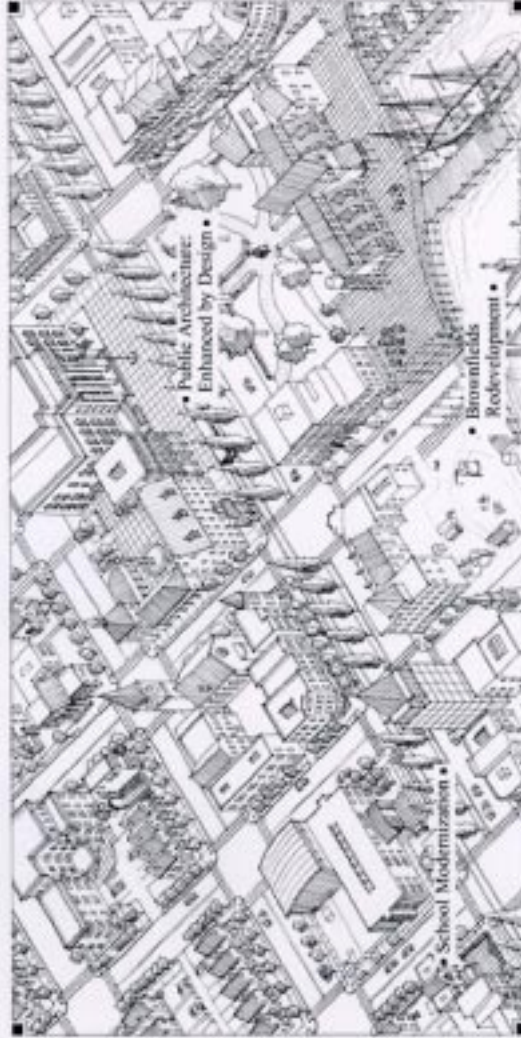 • Public Architecture:
Enhanced by Design •
• Brownfields
Redevelopment •
• School Modernization •